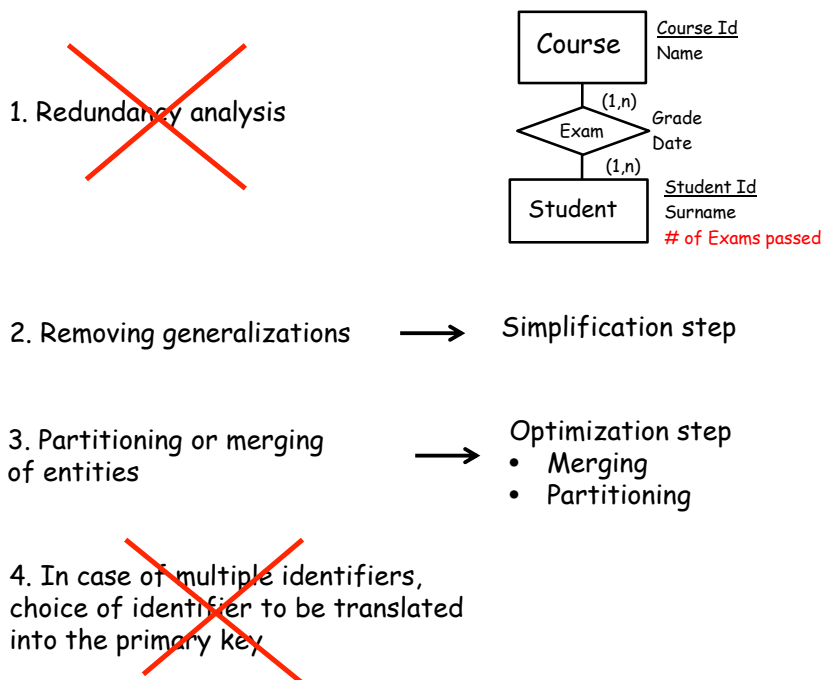 Course
Course Id
Name
1. Redundancy analysis
(1,n)
Exam
Grade
Date
(1,n)
Student
Student Id
Surname
# of Exams passed
2. Removing generalizations
Simplification step
3. Partitioning or merging
of entities
Optimization step
• Merging
• Partitioning
4. In case of multiple identifiers,
choice of identifier to be translated
into the primary key